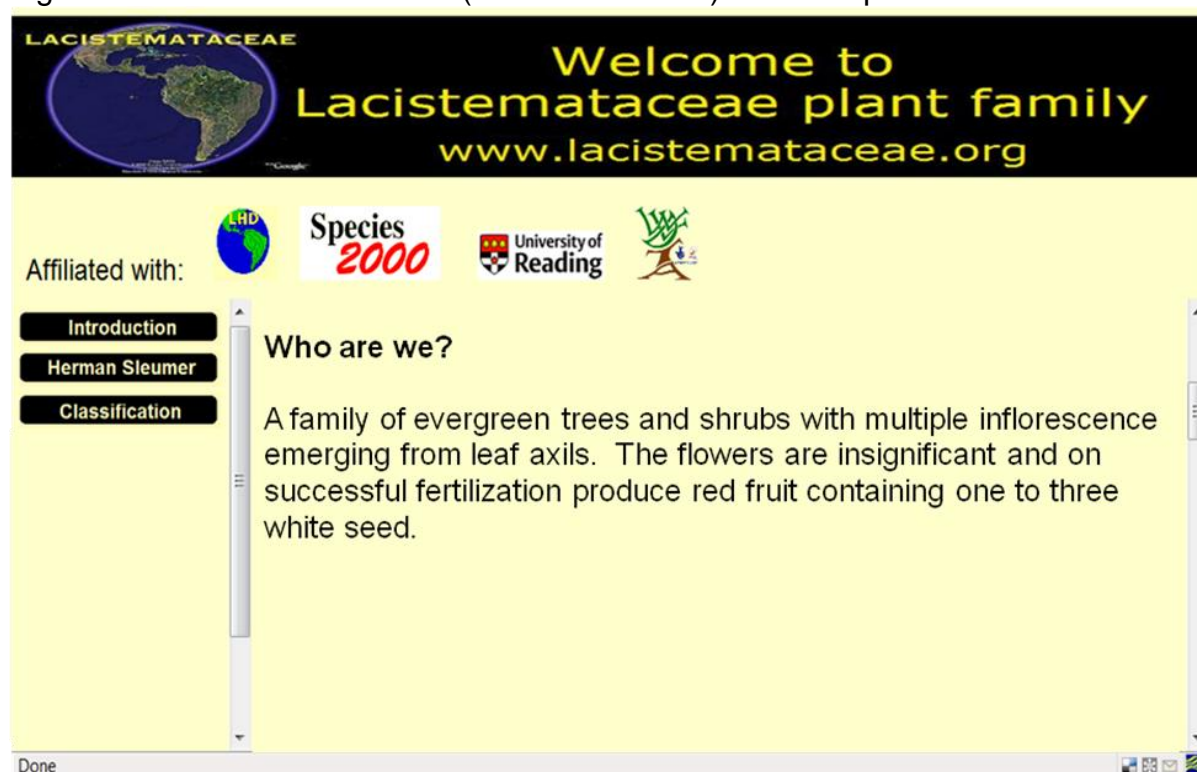 LACISTEMATACEAE
Welcome to
Lacistemataceae plant family
www.lacistemataceae.org
Google
Affiliated with:
LHD
Species
2000
University of
Reading
Introduction
Herman Sleumer
Classification
Who are we?
A family of evergreen trees and shrubs with multiple inflorescence
emerging from leaf axils. The flowers are insignificant and on
successful fertilization produce red fruit containing one to three
white seed.
Done